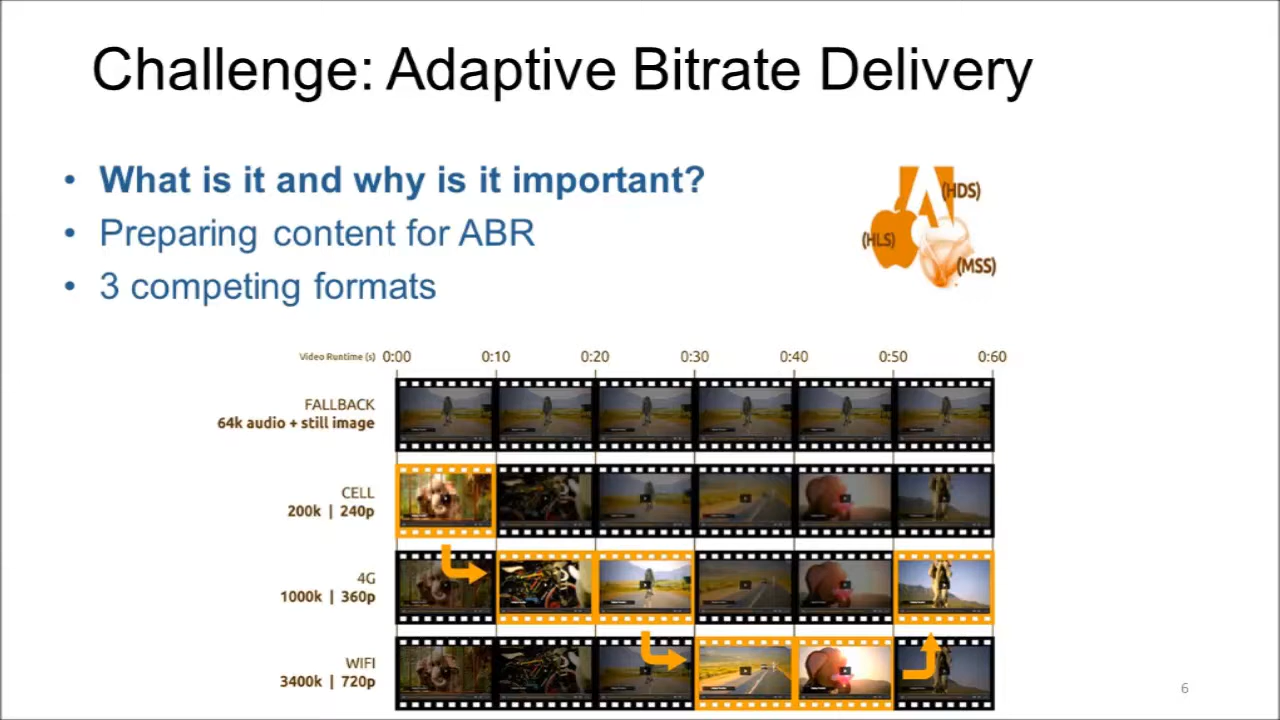 Challenge: Adaptive Bitrate Delivery
• What is it and why is it important?
• Preparing content for ABR
• 3 competing formats
(HDS)
(HLS)
(MSS)
Video Runtime (s) 0:00 0:10 0:20 0:30 0:40 0:50 0:60
FALLBACK
64k audio + still image
CELL
200k | 240p
4G
1000k | 360p
WIFI
3400k | 720p
6